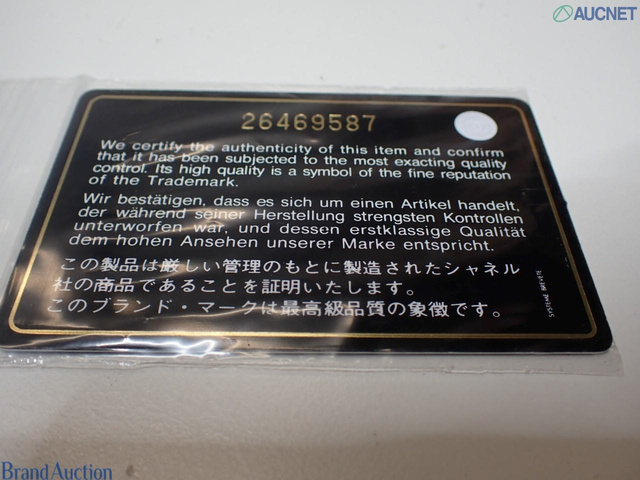 AUCNET
26469587
We certify the authenticity of this item and confirm
that it has been subjected to the most exacting quality
control. Its high quality is a symbol of the fine reputation
of the Trademark.
Wir bestätigen, dass es sich um einen Artikel handelt,
der während seiner Herstellung strengsten Kontrollen
unterworfen war, und dessen erstklassige Qualität
dem hohen Ansehen unserer Marke entspricht.
この製品は厳しい管理のもとに製造されたシャネル
社の商品であることを証明いたします。
このブランド・マークは最高級品質の象徴です。
SYSTEME BREVETE
Brand Auction